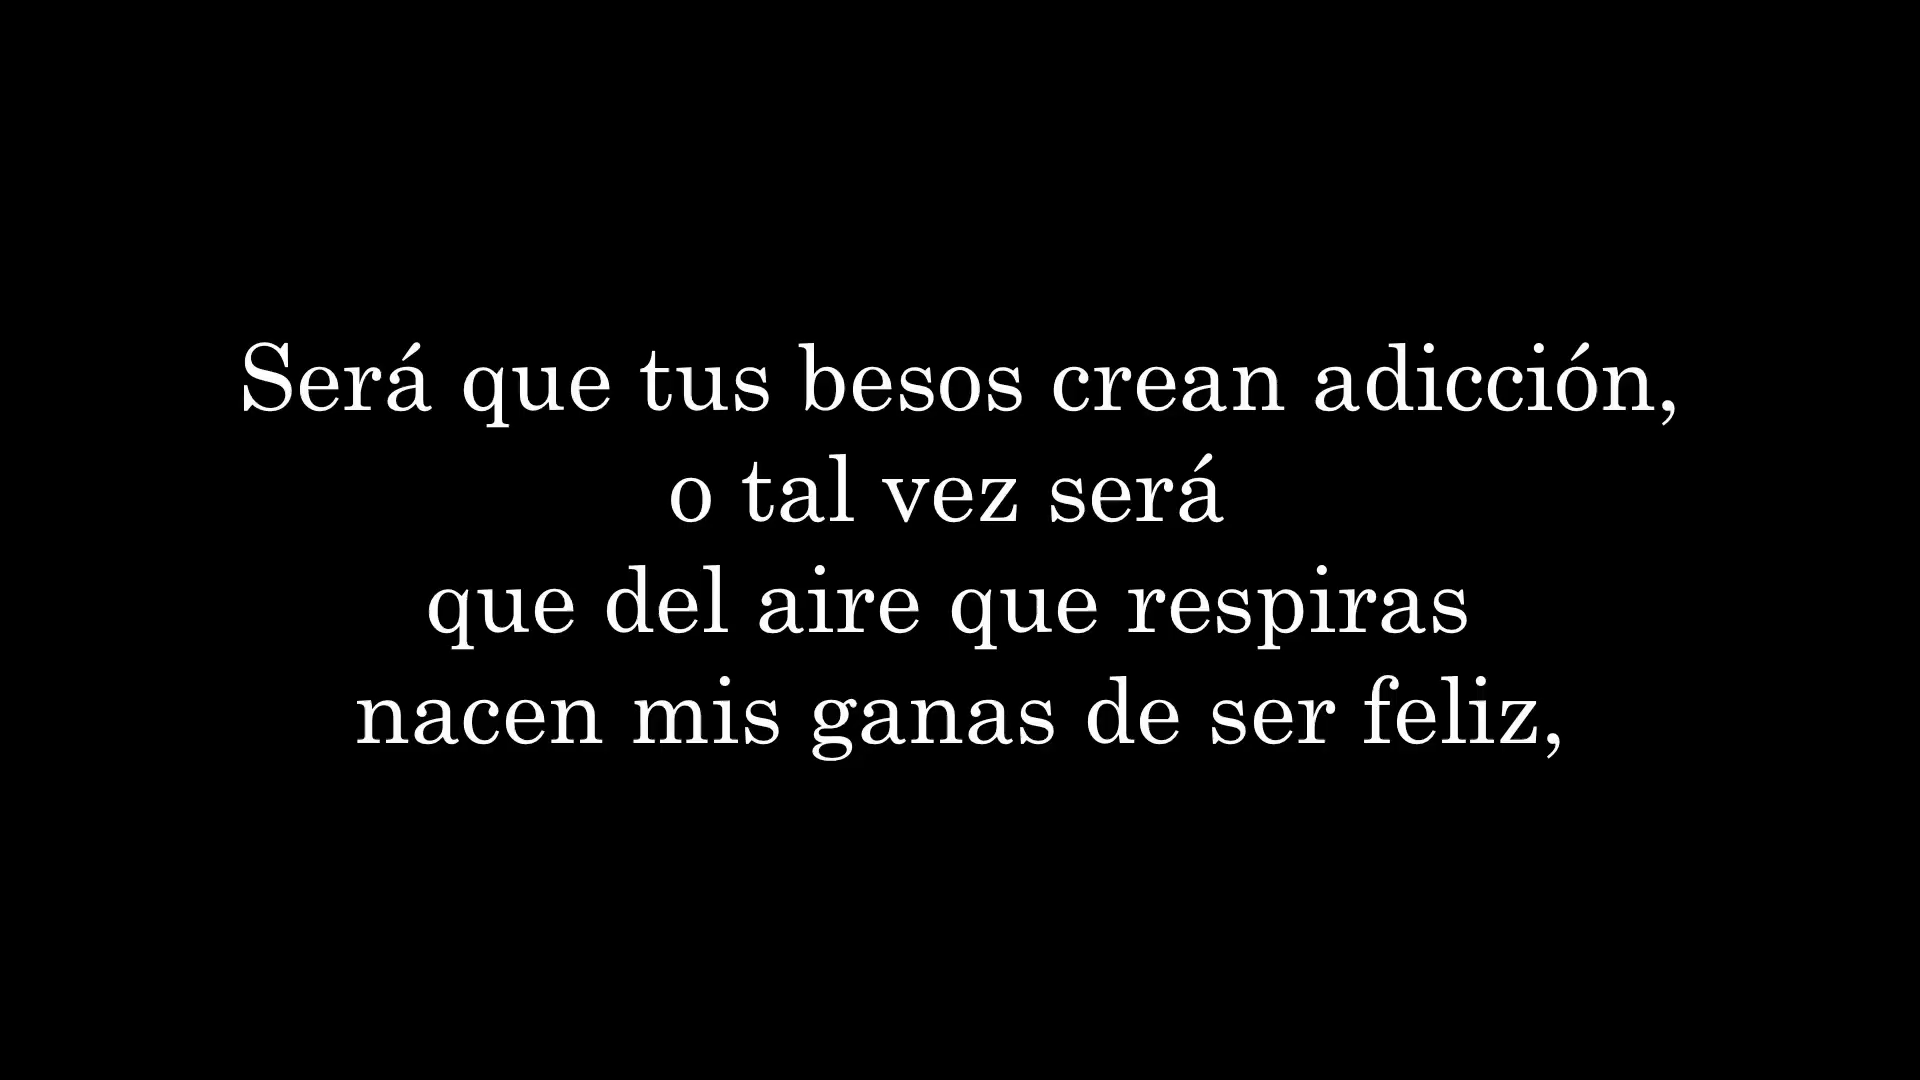 Será que tus besos crean adicción,
o tal vez será
que del aire que respiras
nacen mis ganas de ser feliz,